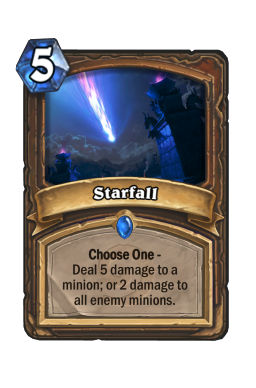 5
Starfall
Choose One -
Deal 5 damage to a
minion; or 2 damage to
all enemy minions.